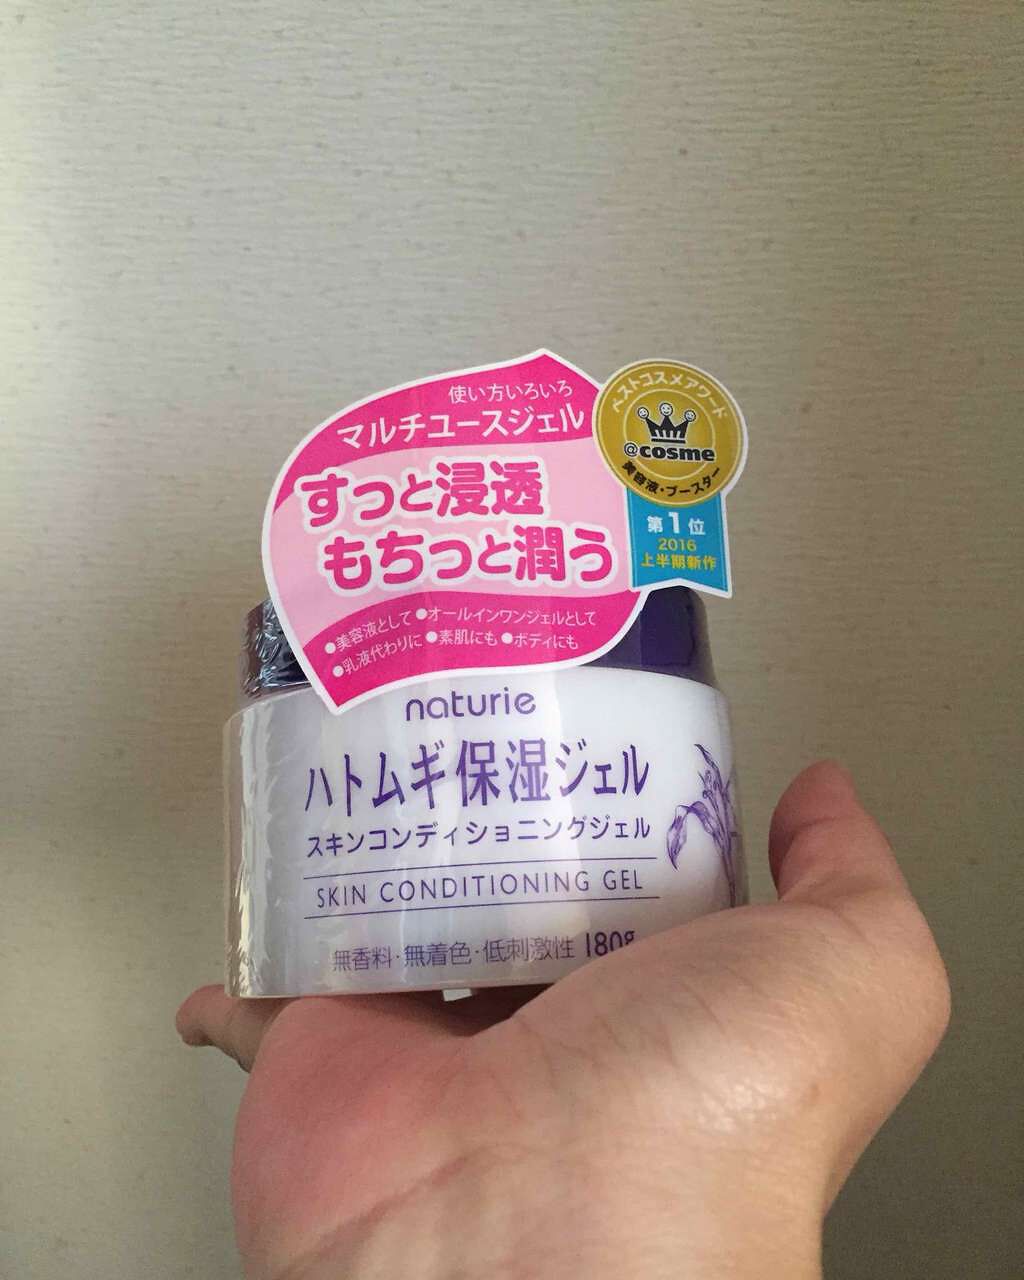 使い方いろいろ
マルチユースジェル
すっと浸透
もちっと潤う
●美容液として●オールインワンジェルとして
●乳液代わりに●素肌にも●ボディにも
ベストコスメアワード
@cosme
美容液・ブースター
第1位
2016
上半期新作
naturie
ハトムギ保湿ジェル
スキンコンディショニングジェル
SKIN CONDITIONING GEL
無香料・無着色・低刺激性 180g